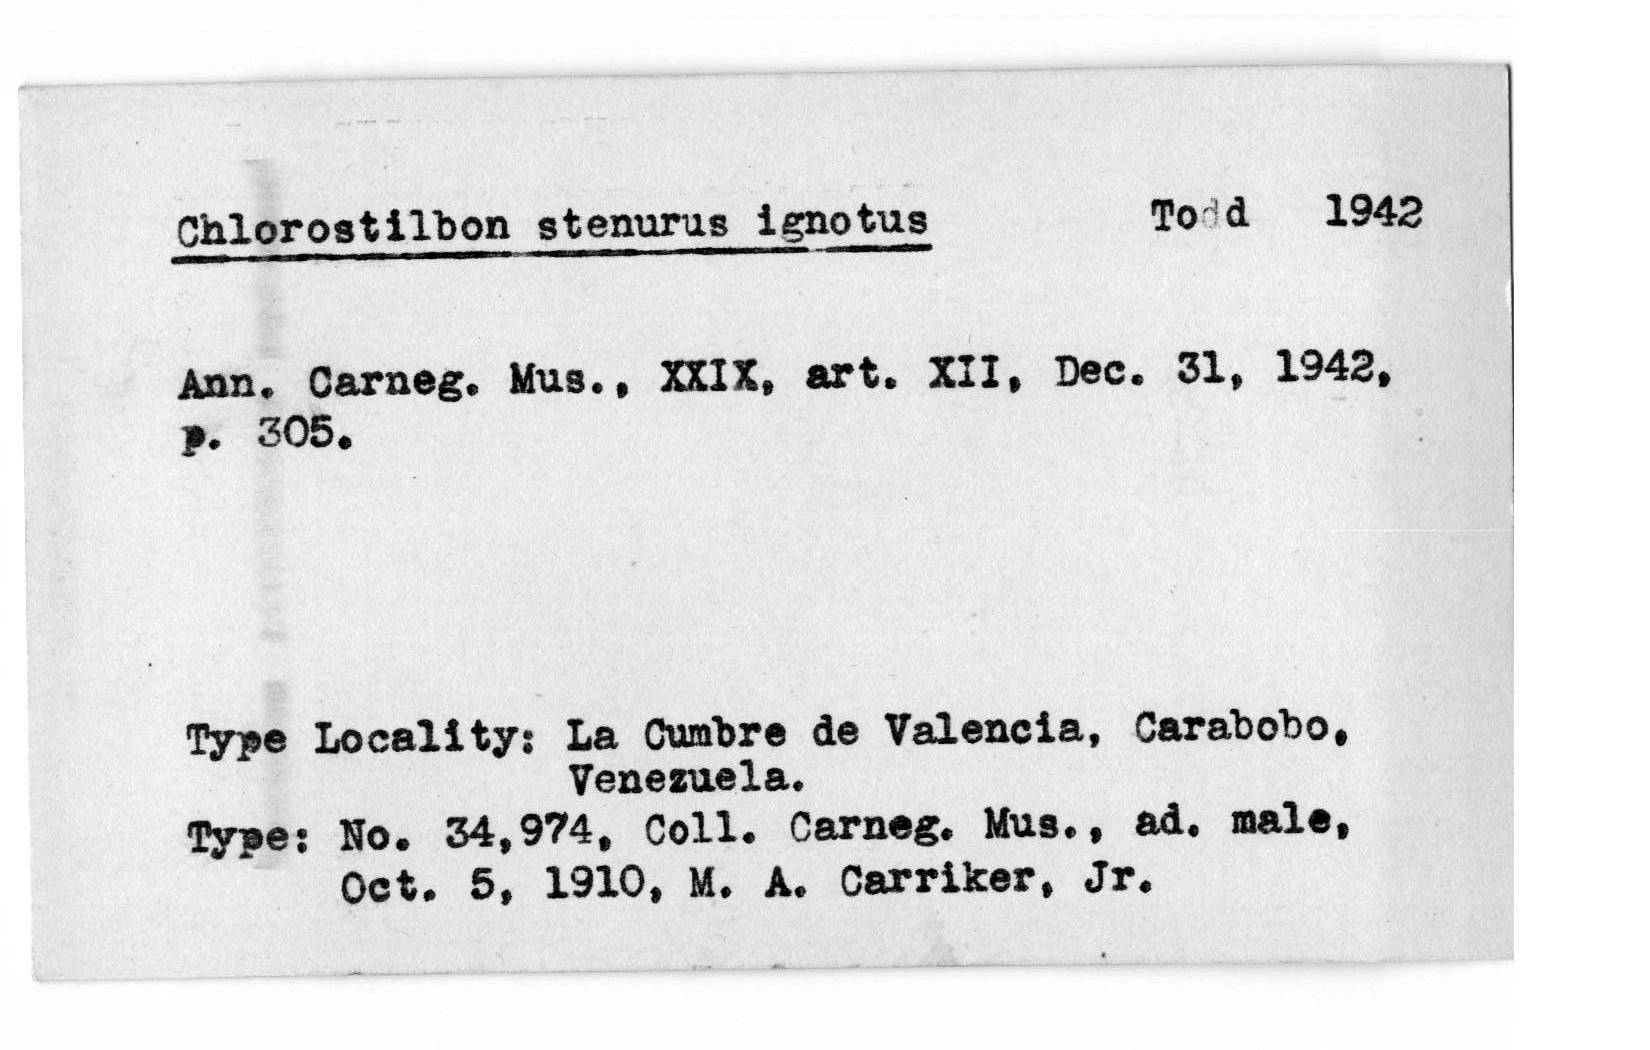 Chlorostilbon stenurus ignotus Todd 1942
Ann. Carneg. Mus., XXIX, art. XII, Dec. 31, 1942,
p. 305.
Type Locality: La Cumbre de Valencia, Carabobo,
Venezuela.
Type: No. 34,974, Coll. Carneg. Mus., ad. male,
Oct. 5, 1910, M. A. Carriker, Jr.